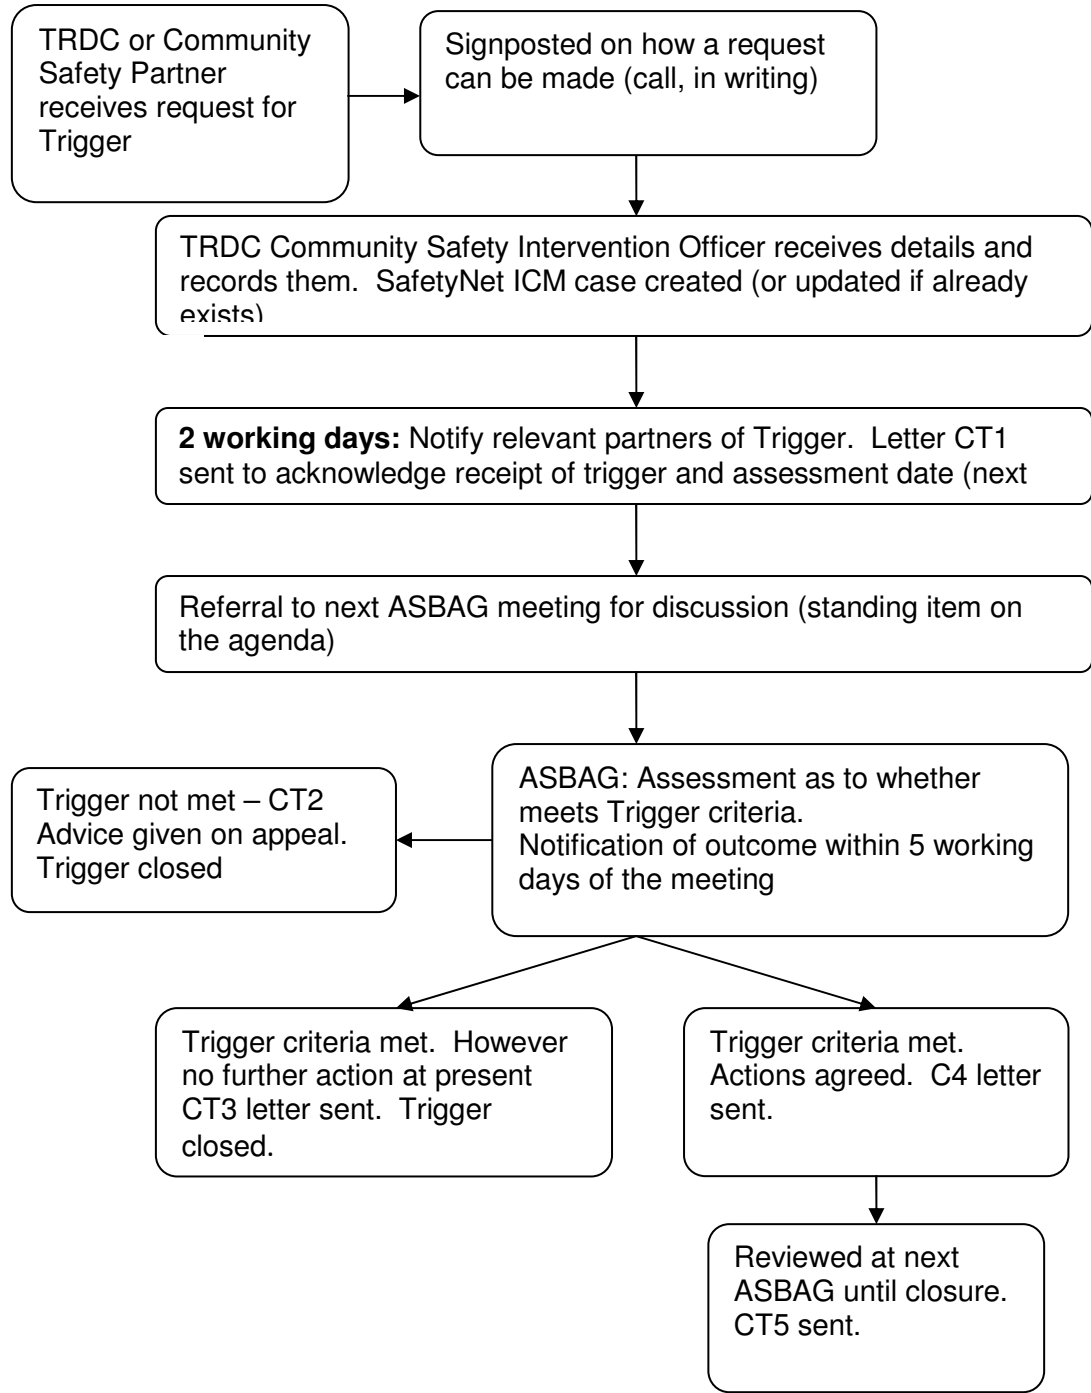 TRDC or Community
Safety Partner
receives request for
Trigger
Signposted on how a request
can be made (call, in writing)
TRDC Community Safety Intervention Officer receives details and
records them.  SafetyNet ICM case created (or updated if already
exists)
2 working days: Notify relevant partners of Trigger.  Letter CT1
sent to acknowledge receipt of trigger and assessment date (next
Referral to next ASBAG meeting for discussion (standing item on
the agenda)
ASBAG: Assessment as to whether
meets Trigger criteria.
Notification of outcome within 5 working
days of the meeting
Trigger not met – CT2
Advice given on appeal.
Trigger closed
Trigger criteria met.  However
no further action at present
CT3 letter sent.  Trigger
closed.
Trigger criteria met.
Actions agreed.  C4 letter
sent.
Reviewed at next
ASBAG until closure.
CT5 sent.